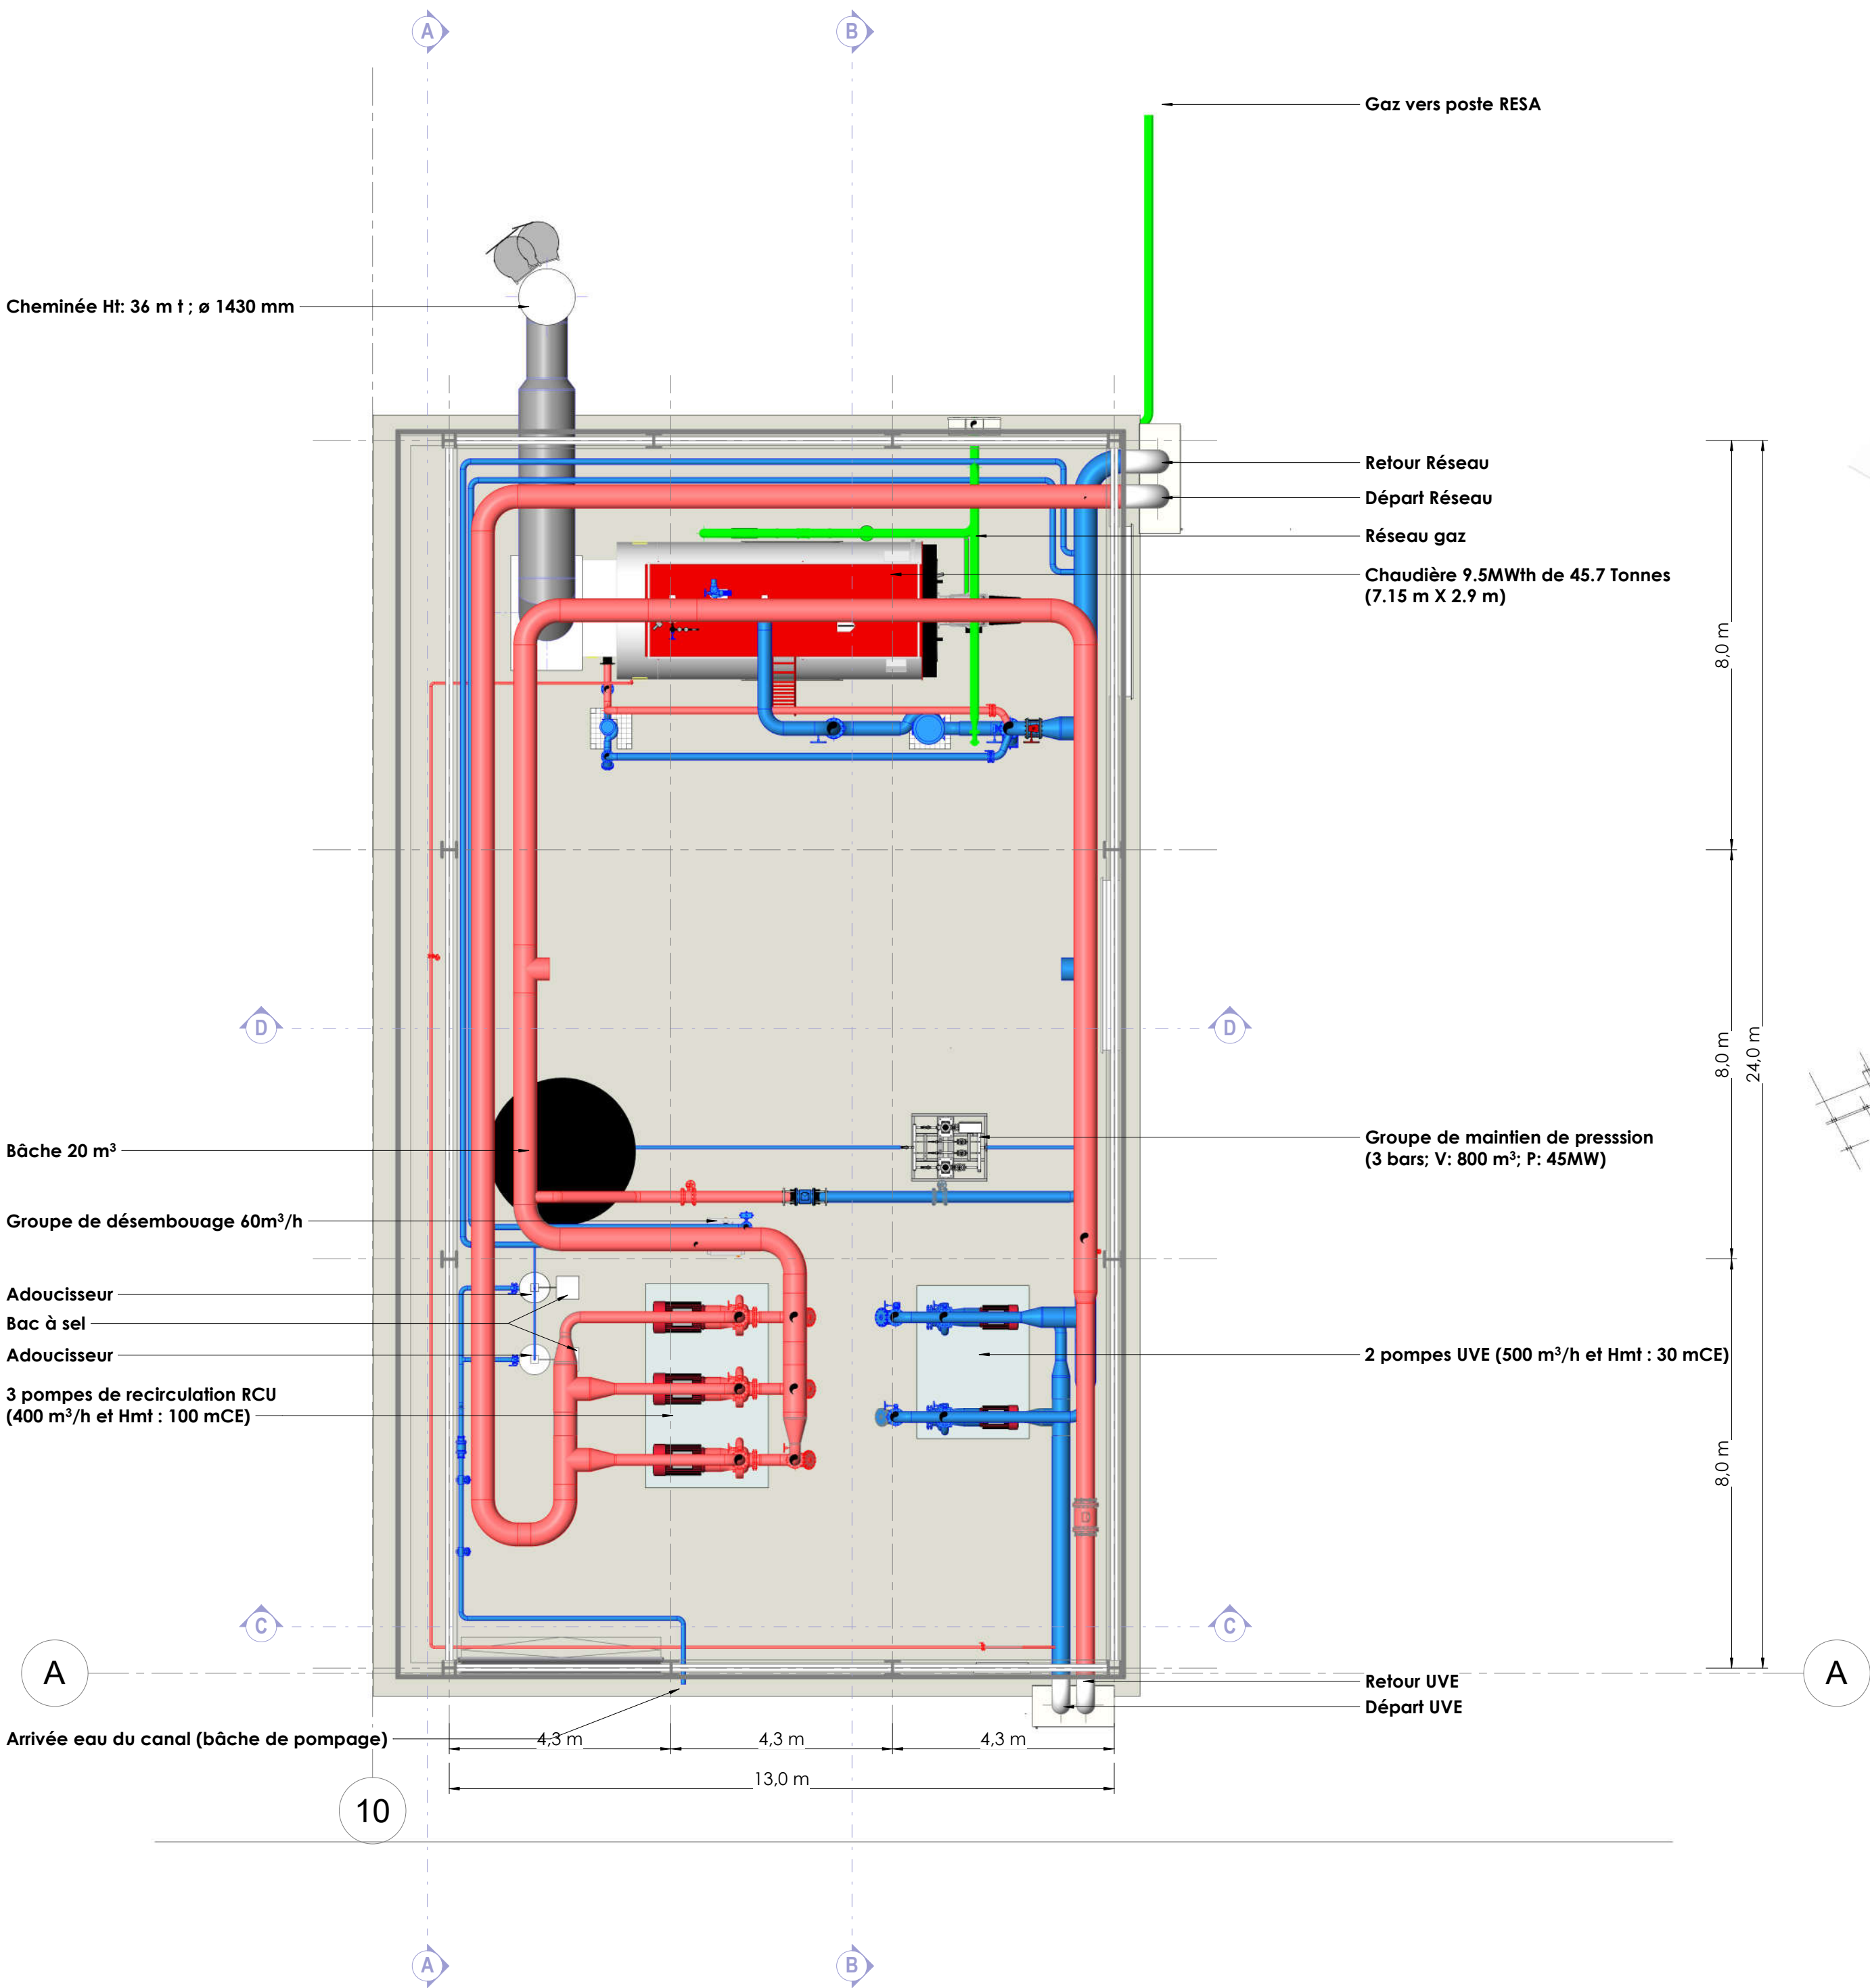 A
B
Gaz vers poste RESA
Cheminée Ht: 36 m t ; ø 1430 mm
Retour Réseau
Départ Réseau
Réseau gaz
Chaudière 9.5MWth de 45.7 Tonnes
(7.15 m X 2.9 m)
8,0 m
D
D
8,0 m
24,0 m
Bâche 20 m³
Groupe de maintien de presssion
(3 bars; V: 800 m³; P: 45MW)
Groupe de désembouage 60m³/h
Adoucisseur
Bac à sel
Adoucisseur
2 pompes UVE (500 m³/h et Hmt : 30 mCE)
3 pompes de recirculation RCU
(400 m³/h et Hmt : 100 mCE)
8,0 m
C
C
A
A
Retour UVE
Départ UVE
Arrivée eau du canal (bâche de pompage)
4,3 m
4,3 m
4,3 m
13,0 m
10
A
B